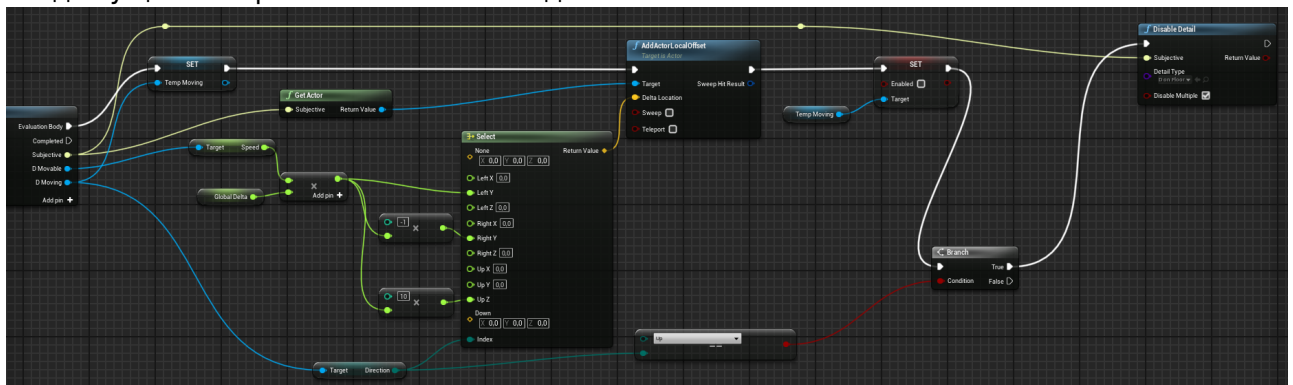 SET
Temp Moving
Evaluation Body
Completed
Subjective
D Movable
D Moving
Add pin +
f Get Actor
Subjective Return Value
Target Speed
Global Delta
×
Add pin +
-1
×
10
×
Select
None Return Value
X 0,0 Y 0,0 Z 0,0
Left X 0,0
Left Y
Left Z 0,0
Right X 0,0
Right Y
Right Z 0,0
Up X 0,0
Up Y 0,0
Up Z
Down
X 0,0 Y 0,0 Z 0,0
Index
Target Direction
f AddActorLocalOffset
Target is Actor
Target Sweep Hit Result
Delta Location
Sweep
Teleport
Temp Moving
SET
Enabled
Target
Up
==
Branch
True
Condition False
f Disable Detail
Subjective Return Value
Detail Type
D on Floor
Disable Multiple